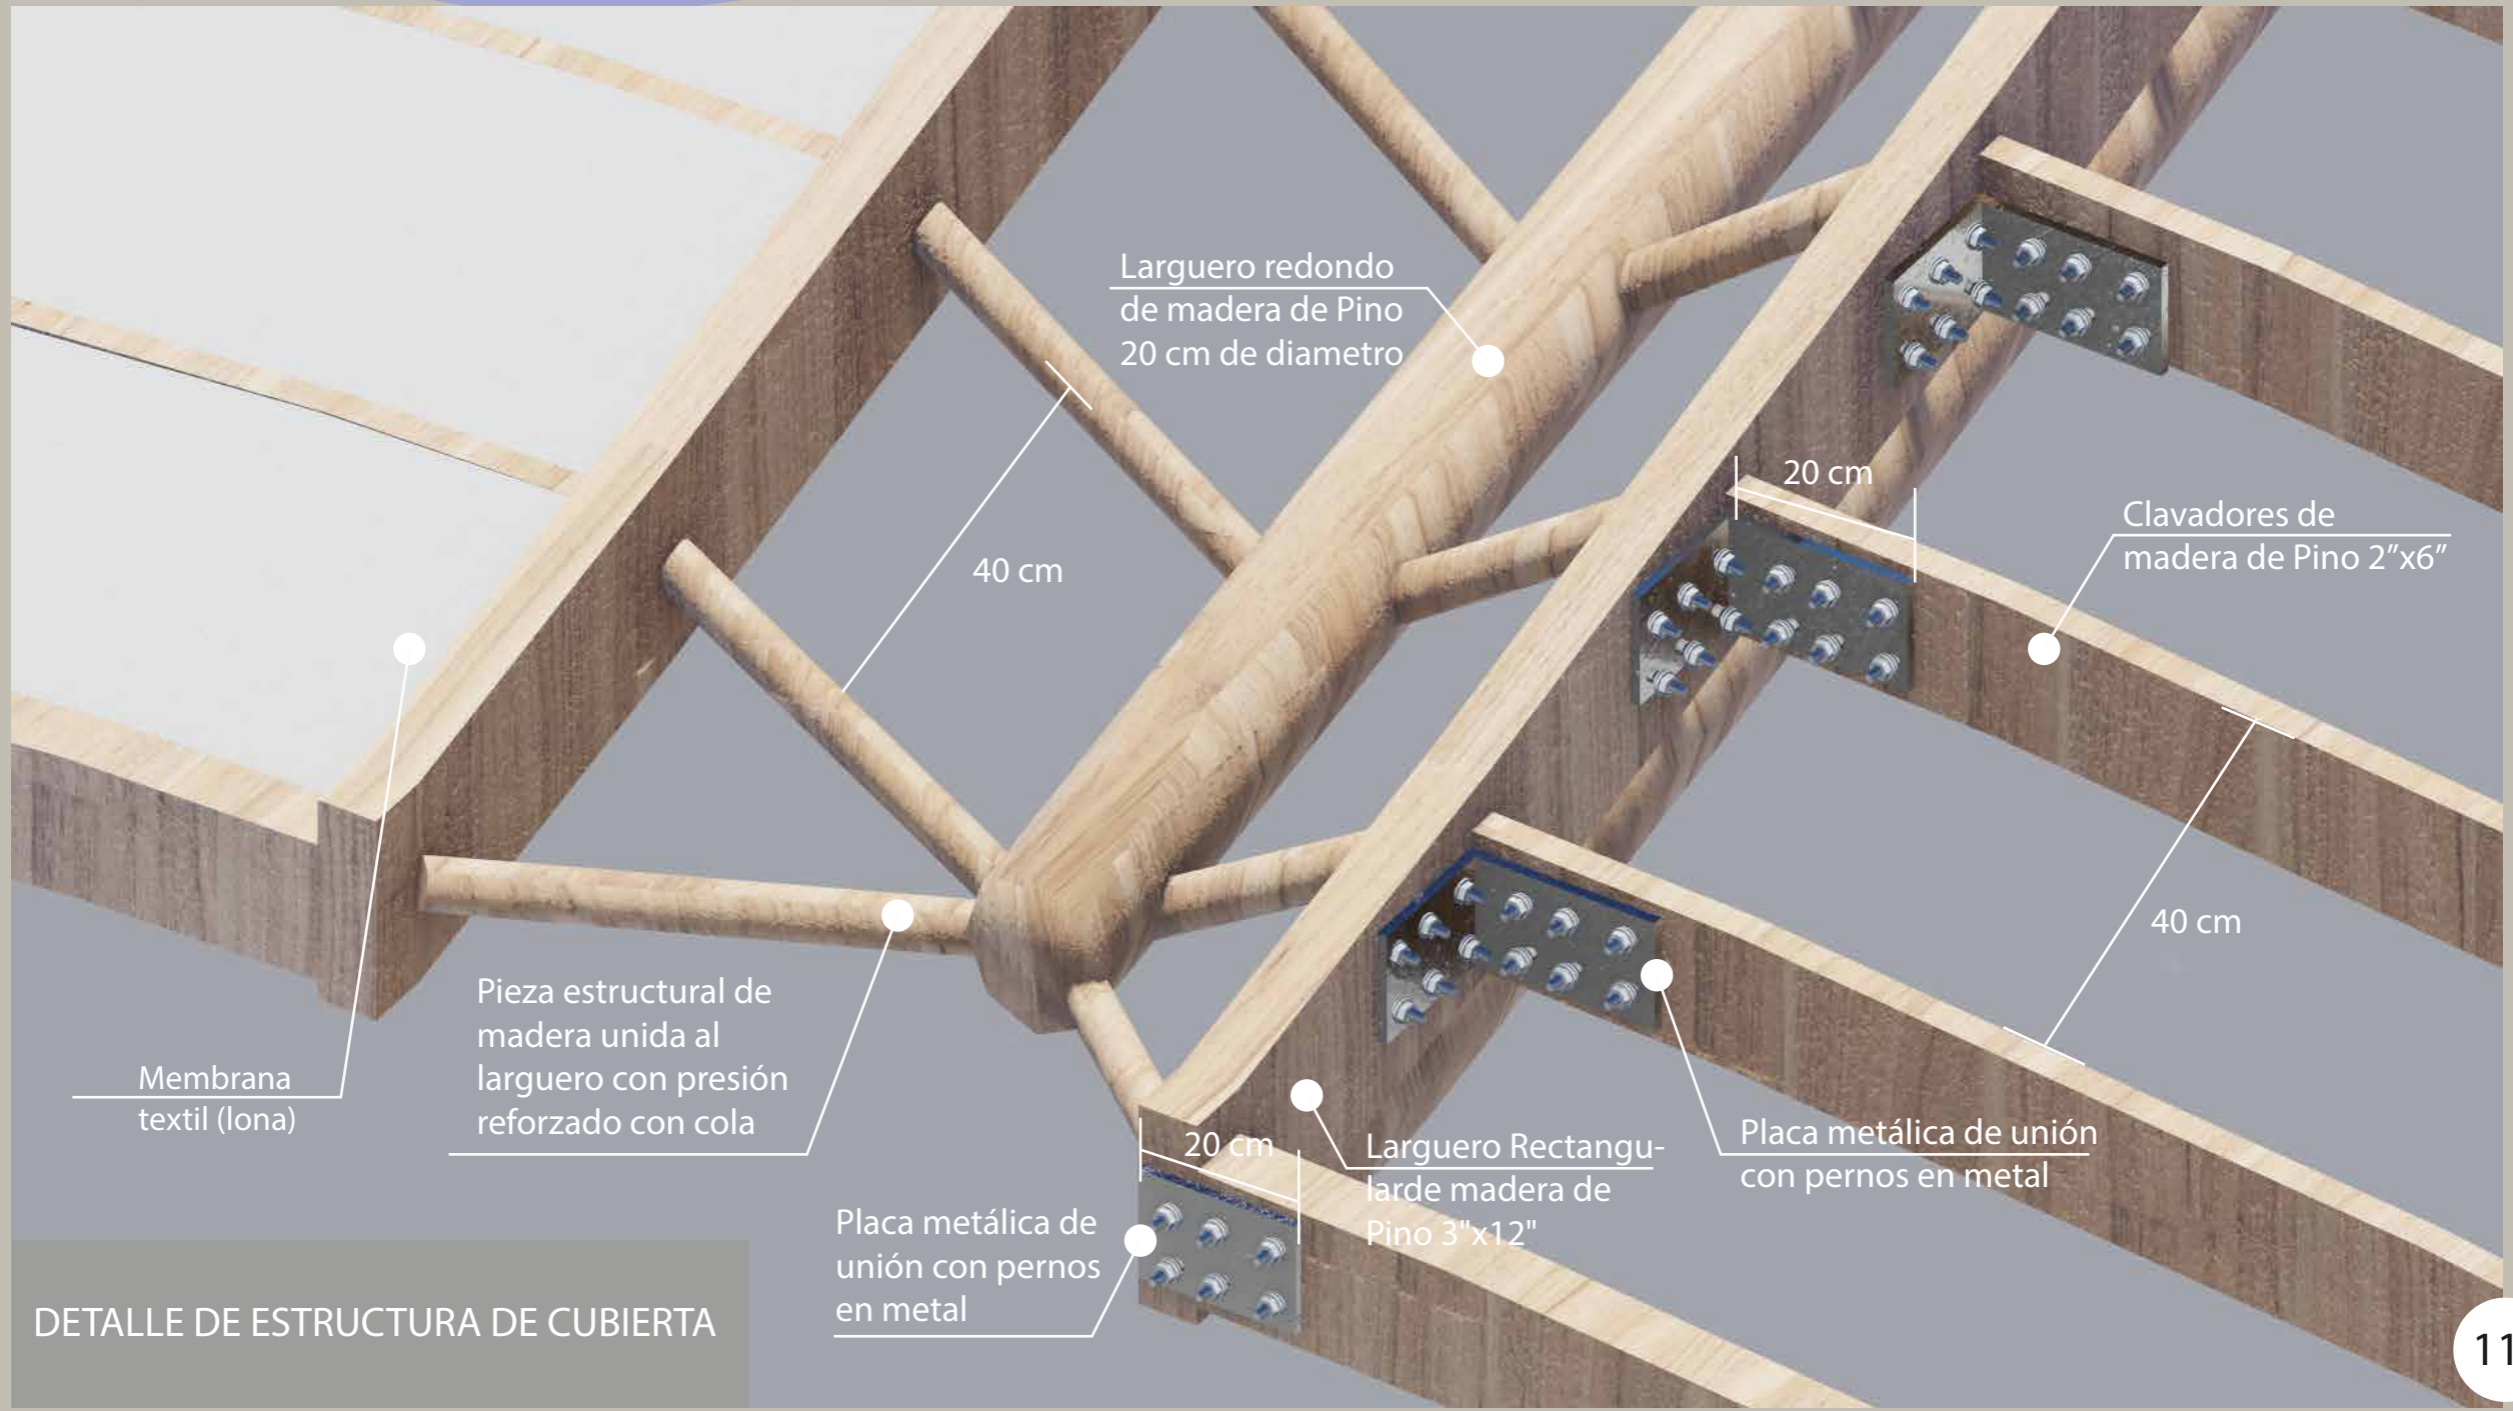 Larguero redondo
de madera de Pino
20 cm de diametro
20 cm
Clavadores de
madera de Pino 2”x6”
40 cm
40 cm
Pieza estructural de
madera unida al
larguero con presión
reforzado con cola
Membrana
textil (lona)
20 cm
Larguero Rectangu-
larde madera de
Pino 3"x12"
Placa metálica de unión
con pernos en metal
Placa metálica de
unión con pernos
en metal
DETALLE DE ESTRUCTURA DE CUBIERTA
11